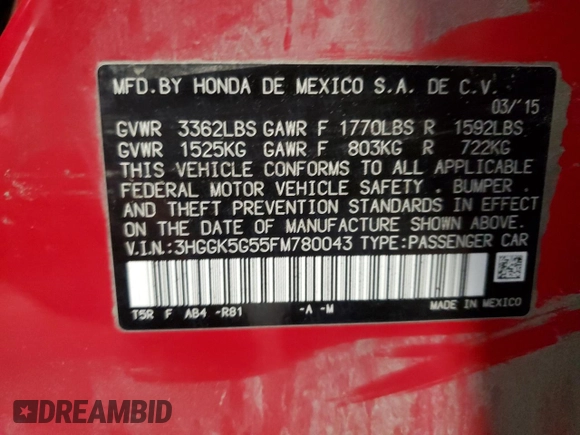 MFD.BY HONDA DE MEXICO S.A. DE C.V.
03/'15
GVWR 3362LBS GAWR F 1770LBS R 1592LBS
GVWR 1525KG GAWR F 803KG R 722KG
THIS VEHICLE CONFORMS TO ALL APPLICABLE
FEDERAL MOTOR VEHICLE SAFETY . BUMPER .
AND THEFT PREVENTION STANDARDS IN EFFECT
ON THE DATE OF MANUFACTURE SHOWN ABOVE.
V.I.N.:3HGGK5G55FM780043 TYPE:PASSENGER CAR
T5R F AB4 -R81 -A -M MADE IN MEXICO
DREAMBID